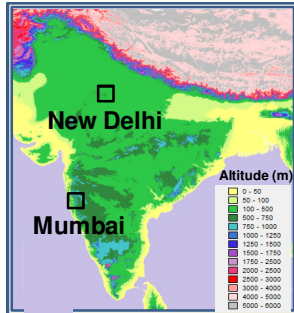 New Delhi
Mumbai
Altitude (m)
0 - 50
50 - 100
100 - 500
500 - 750
750 - 1000
1000 - 1250
1250 - 1500
1500 - 1750
1750 - 2500
2000 - 2500
2500 - 3000
3000 - 4000
4000 - 5000
5000 - 6000